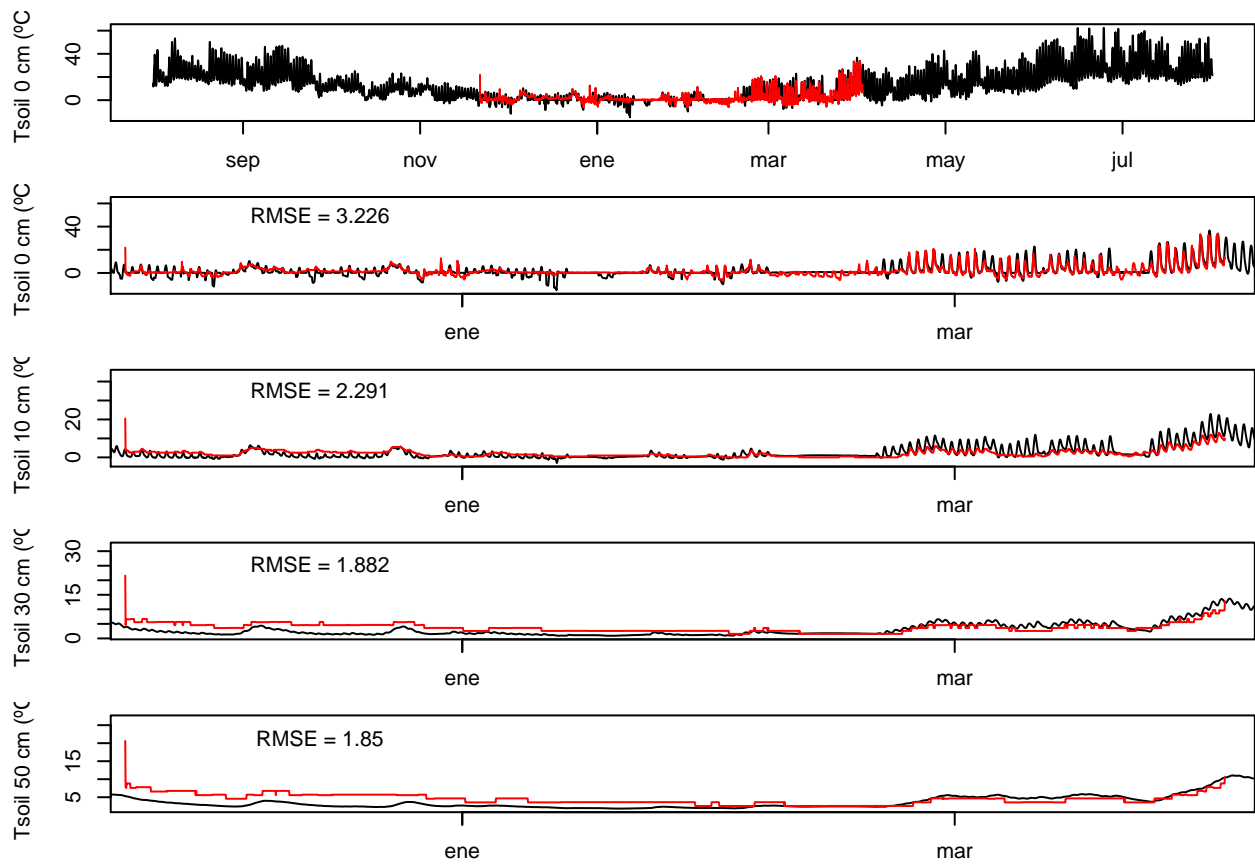 Tsoil 0 cm (ºC
40
0
sep nov ene mar may jul
Tsoil 0 cm (ºC
40
0
RMSE = 3.226
ene mar
Tsoil 10 cm (ºC
20
0
RMSE = 2.291
ene mar
Tsoil 30 cm (ºC
30
15
0
RMSE = 1.882
ene mar
Tsoil 50 cm (ºC
15
5
RMSE = 1.85
ene mar